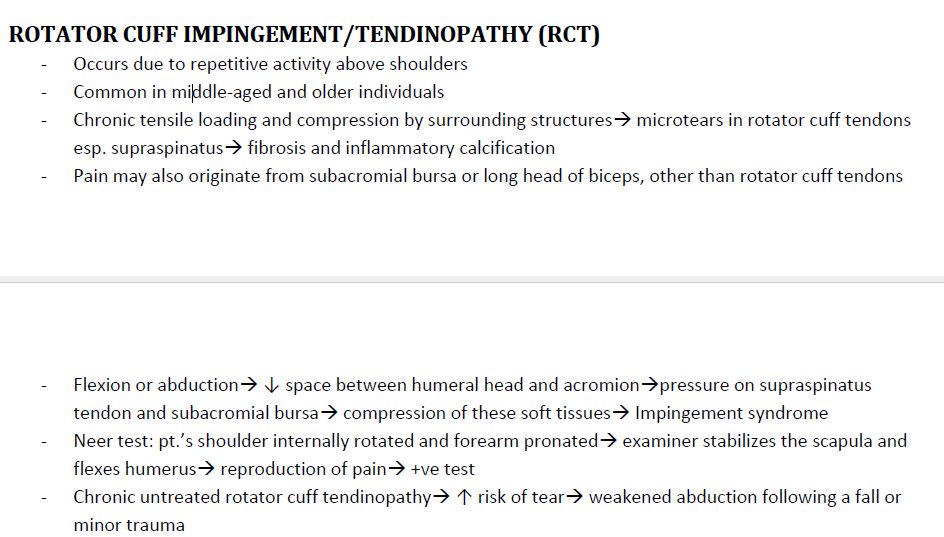 ROTATOR CUFF IMPINGEMENT/TENDINOPATHY (RCT)
- Occurs due to repetitive activity above shoulders
- Common in middle-aged and older individuals
- Chronic tensile loading and compression by surrounding structures→ microtears in rotator cuff tendons
esp. supraspinatus→ fibrosis and inflammatory calcification
- Pain may also originate from subacromial bursa or long head of biceps, other than rotator cuff tendons
- Flexion or abduction→ ↓ space between humeral head and acromion→pressure on supraspinatus
tendon and subacromial bursa→ compression of these soft tissues→ Impingement syndrome
- Neer test: pt.’s shoulder internally rotated and forearm pronated→ examiner stabilizes the scapula and
flexes humerus→ reproduction of pain→ +ve test
- Chronic untreated rotator cuff tendinopathy→ ↑ risk of tear→ weakened abduction following a fall or
minor trauma